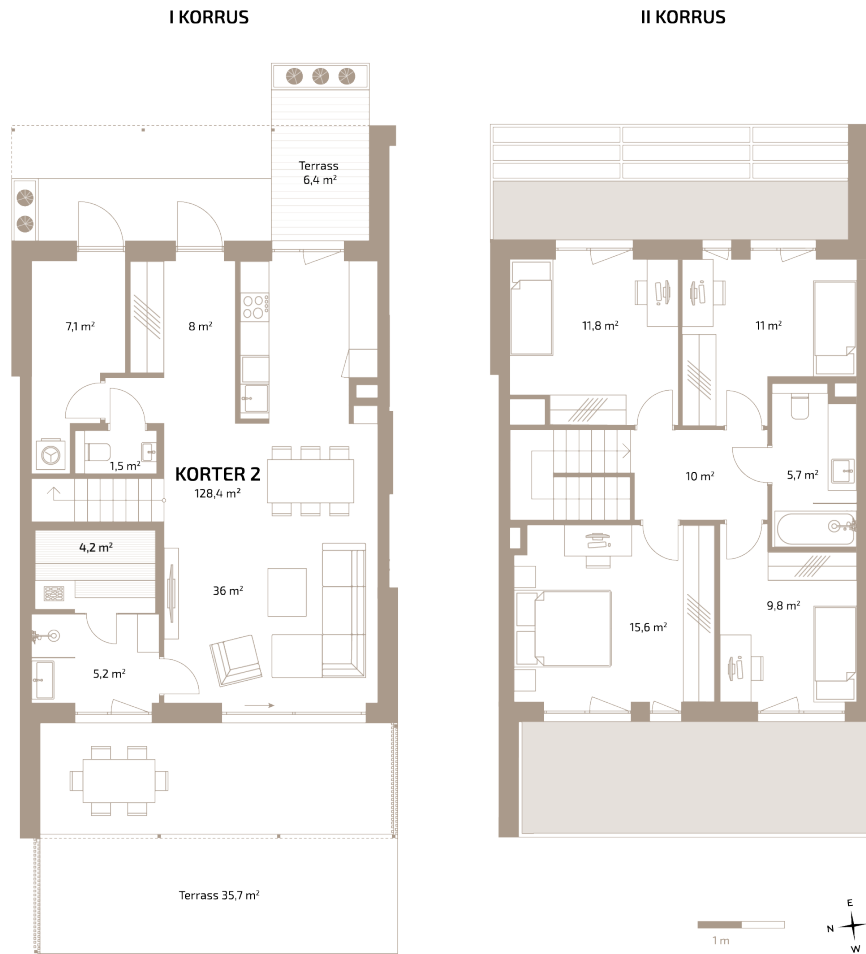 I KORRUS
II KORRUS
Terrass
6,4 m²
7,1 m²
8 m²
11,8 m²
11 m²
1,5 m²
KORTER 2
128,4 m²
10 m²
5,7 m²
4,2 m²
36 m²
15,6 m²
9,8 m²
5,2 m²
Terrass 35,7 m²
1 m
E
N
W